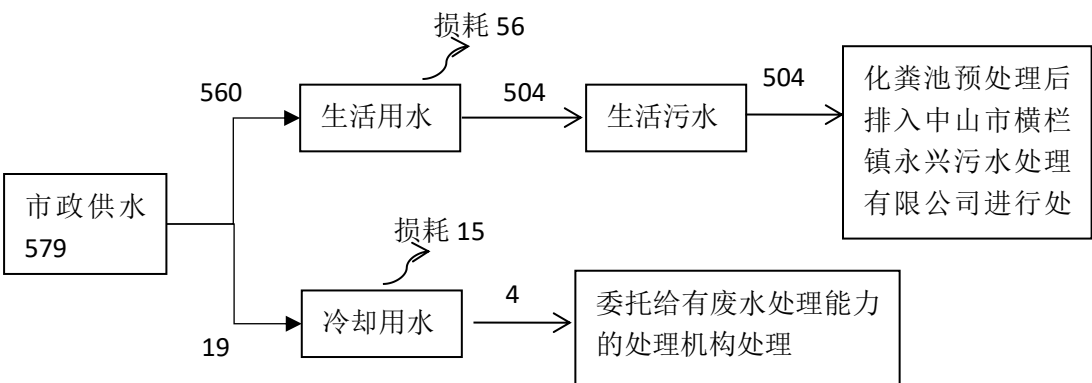 损耗 56
560
生活用水
504
生活污水
504
化粪池预处理后
排入中山市横栏
镇永兴污水处理
有限公司进行处
市政供水
579
损耗 15
19
冷却用水
4
委托给有废水处理能力
的处理机构处理